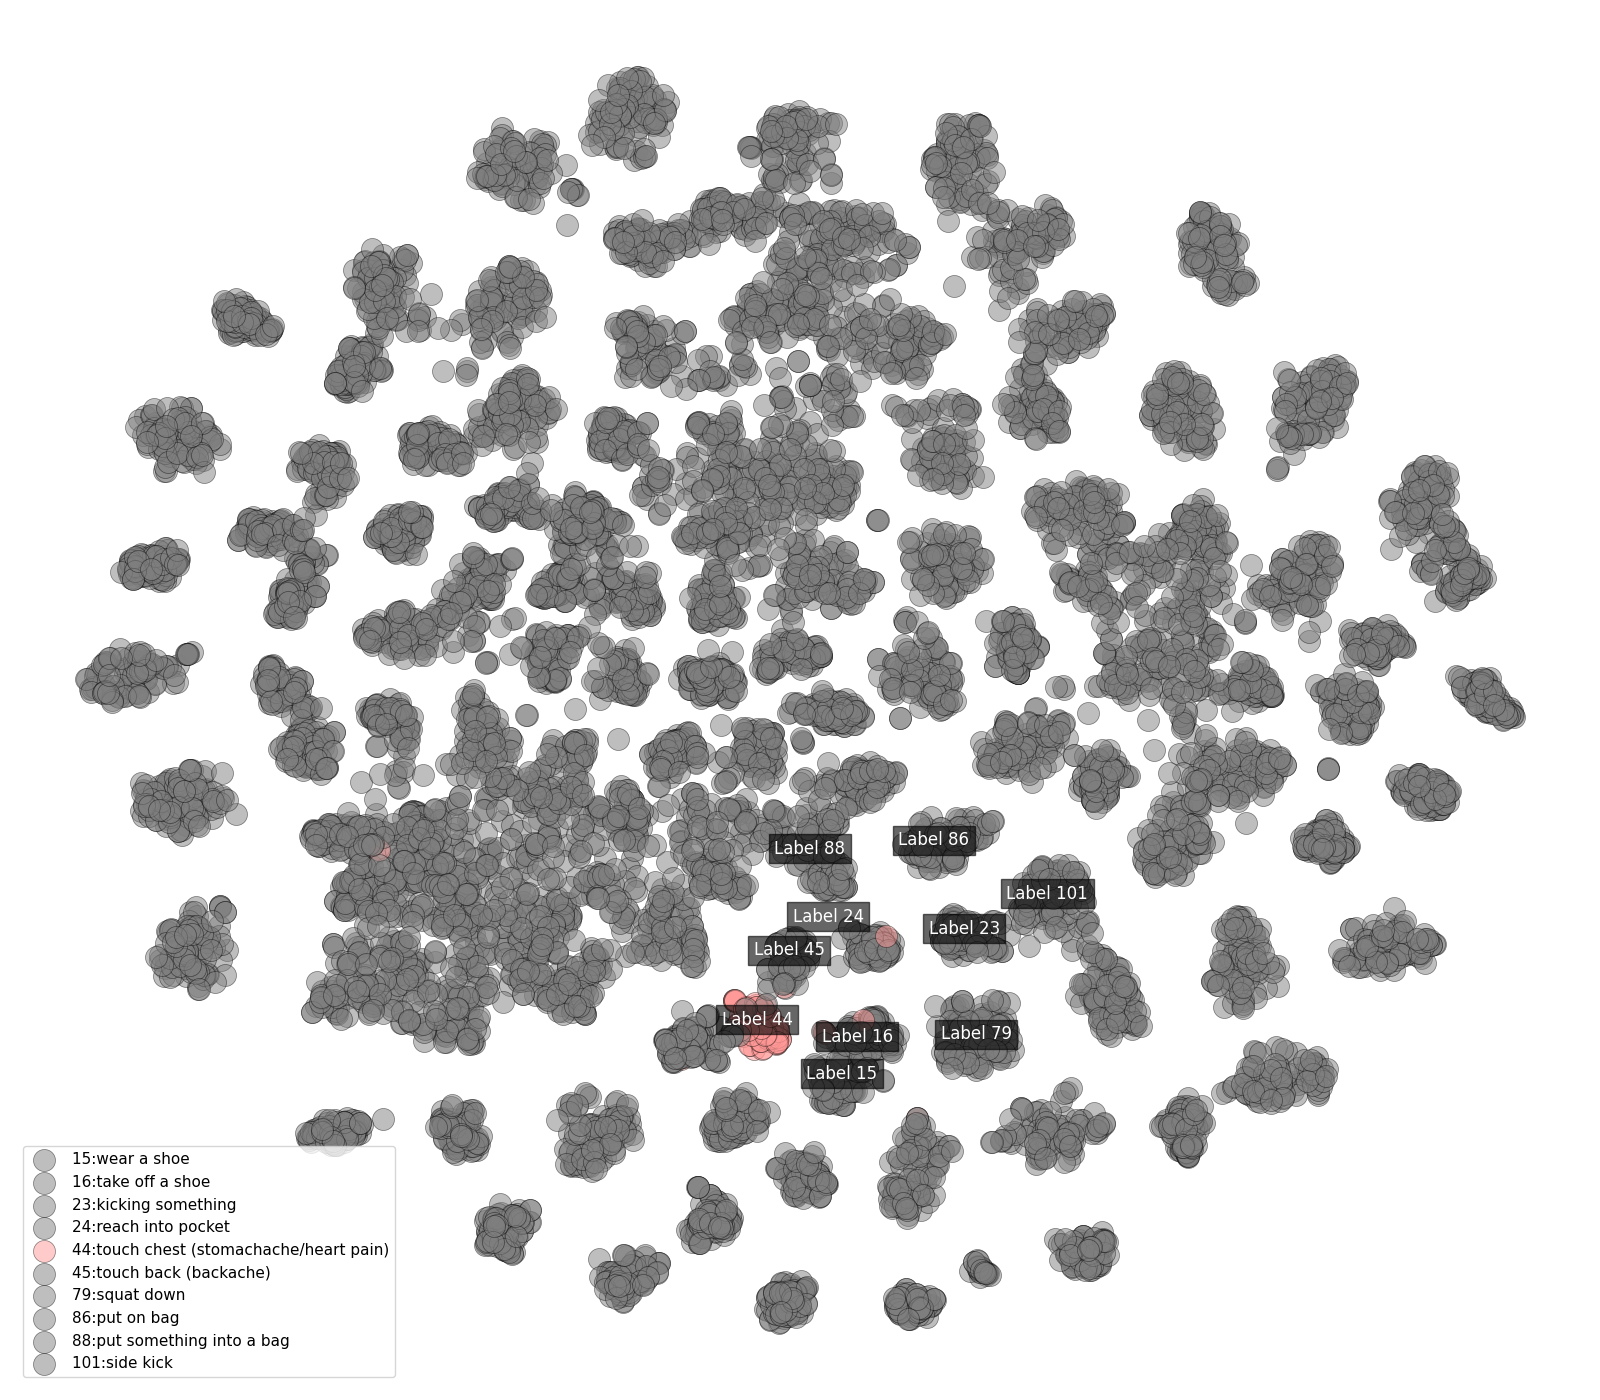 Label 88
Label 86
Label 101
Label 24
Label 23
Label 45
Label 44
Label 16
Label 79
Label 15
15:wear a shoe
16:take off a shoe
23:kicking something
24:reach into pocket
44:touch chest (stomachache/heart pain)
45:touch back (backache)
79:squat down
86:put on bag
88:put something into a bag
101:side kick